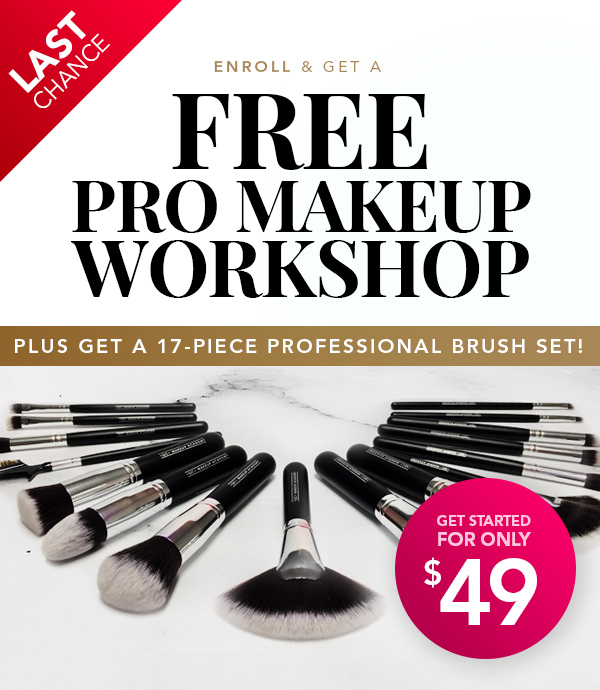 LAST
CHANCE
ENROLL & GET A
FREE
PRO MAKEUP
WORKSHOP
PLUS GET A 17-PIECE PROFESSIONAL BRUSH SET!
GET STARTED
FOR ONLY
$49